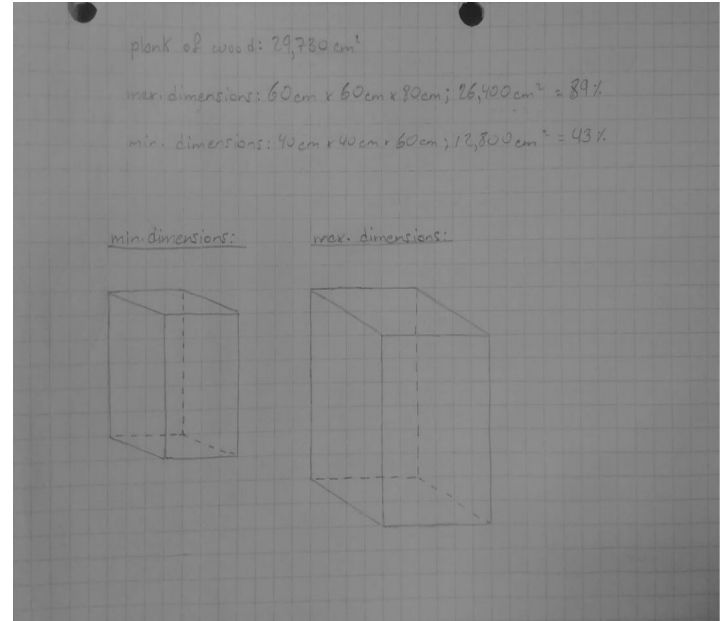 plank of wood: 29,730 cm²
max. dimensions: 60cm x 60cm x 80cm; 26,400cm² = 89%
min. dimensions: 40cm x 40cm x 60cm; 12,800cm² = 43%
min. dimensions:
max. dimensions: